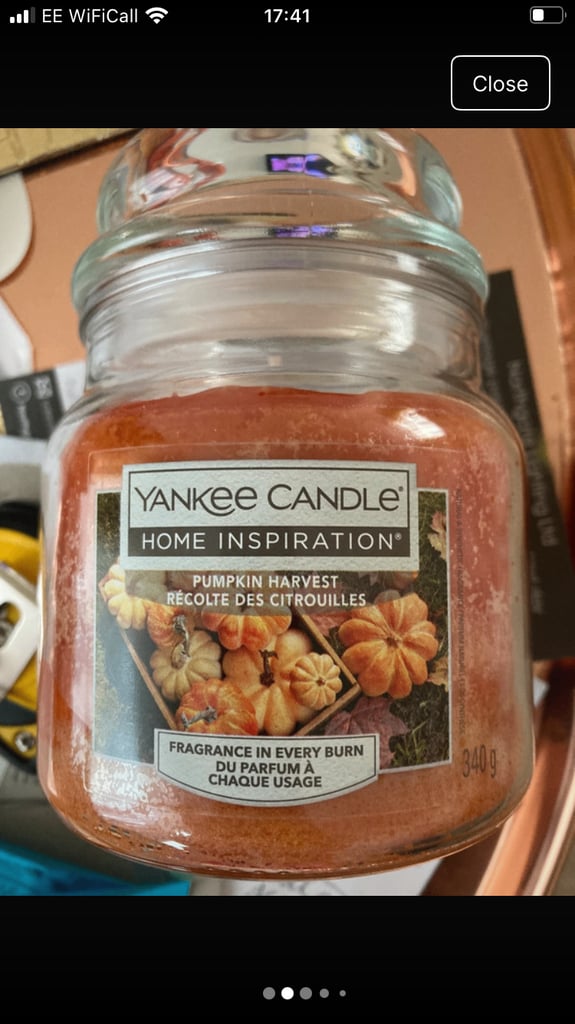 EE WiFiCall
17:41
Close
YANKEE CANDLE®
HOME INSPIRATION®
PUMPKIN HARVEST
RÉCOLTE DES CITROUILLES
FRAGRANCE IN EVERY BURN
DU PARFUM À
CHAQUE USAGE
340 g